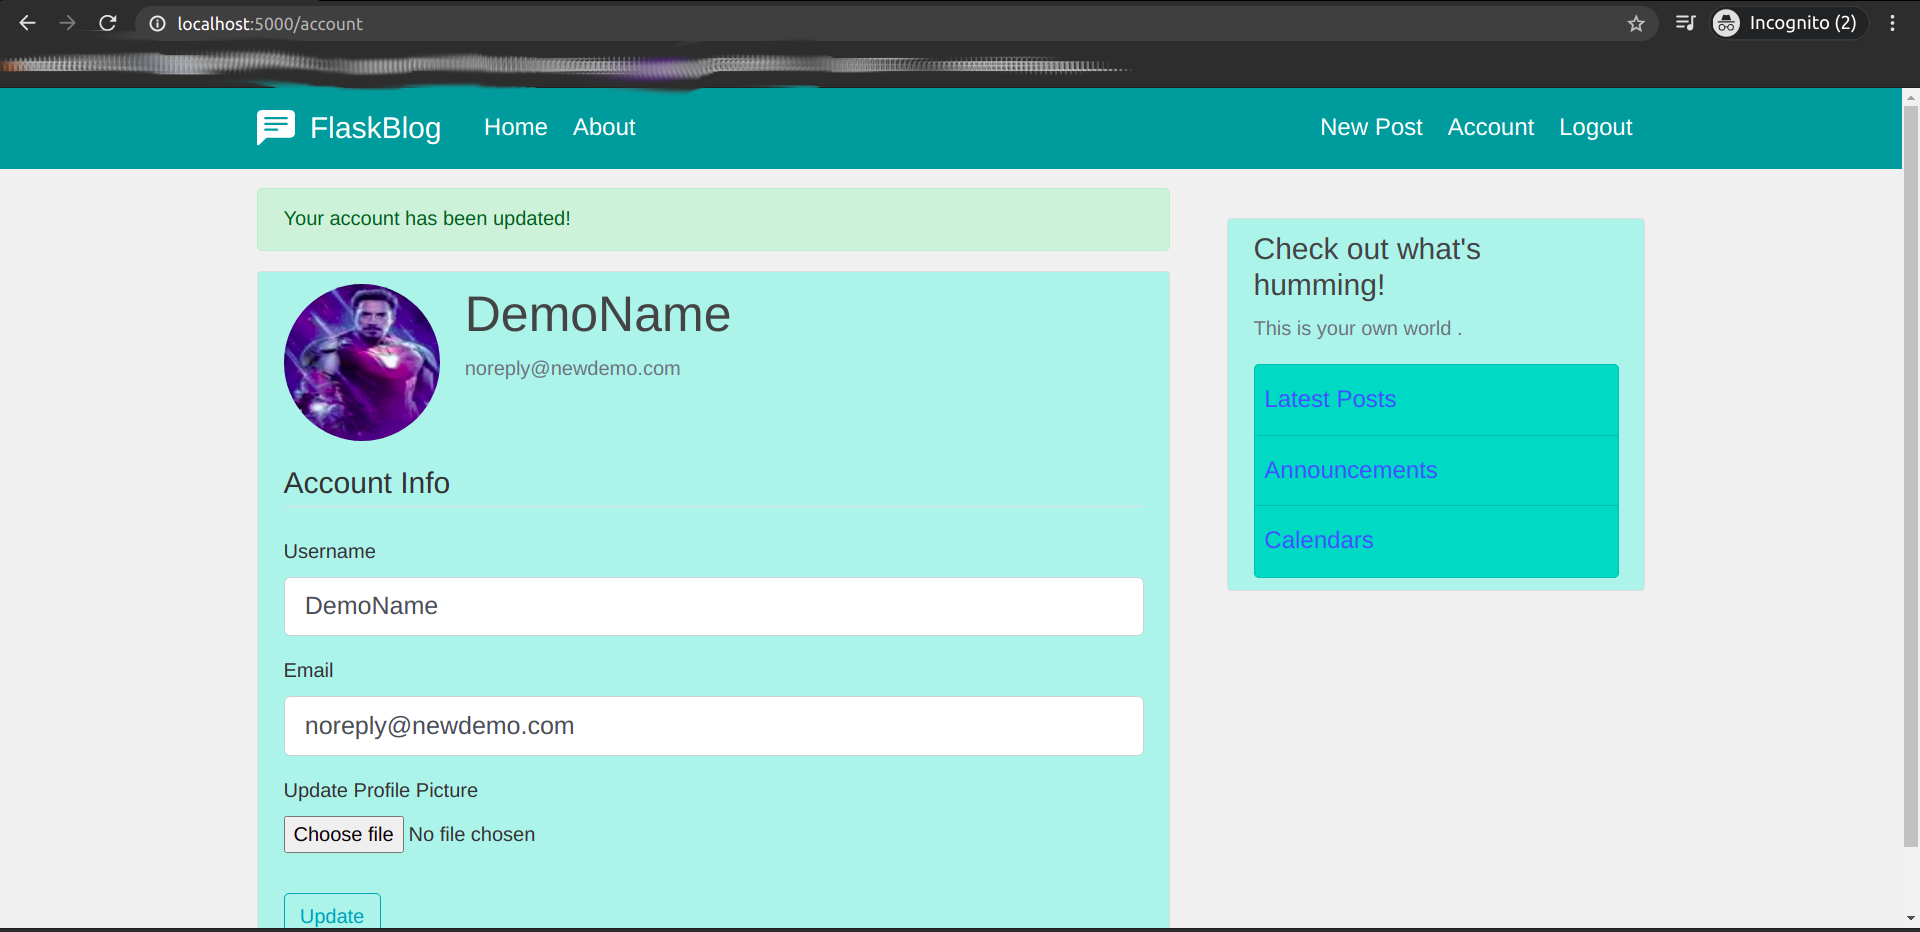 localhost:5000/account
Incognito (2)
FlaskBlog Home About New Post Account Logout
Your account has been updated!
DemoName
noreply@newdemo.com
Account Info
Username
DemoName
Email
noreply@newdemo.com
Update Profile Picture
Choose file No file chosen
Update
Check out what's
humming!
This is your own world .
Latest Posts
Announcements
Calendars